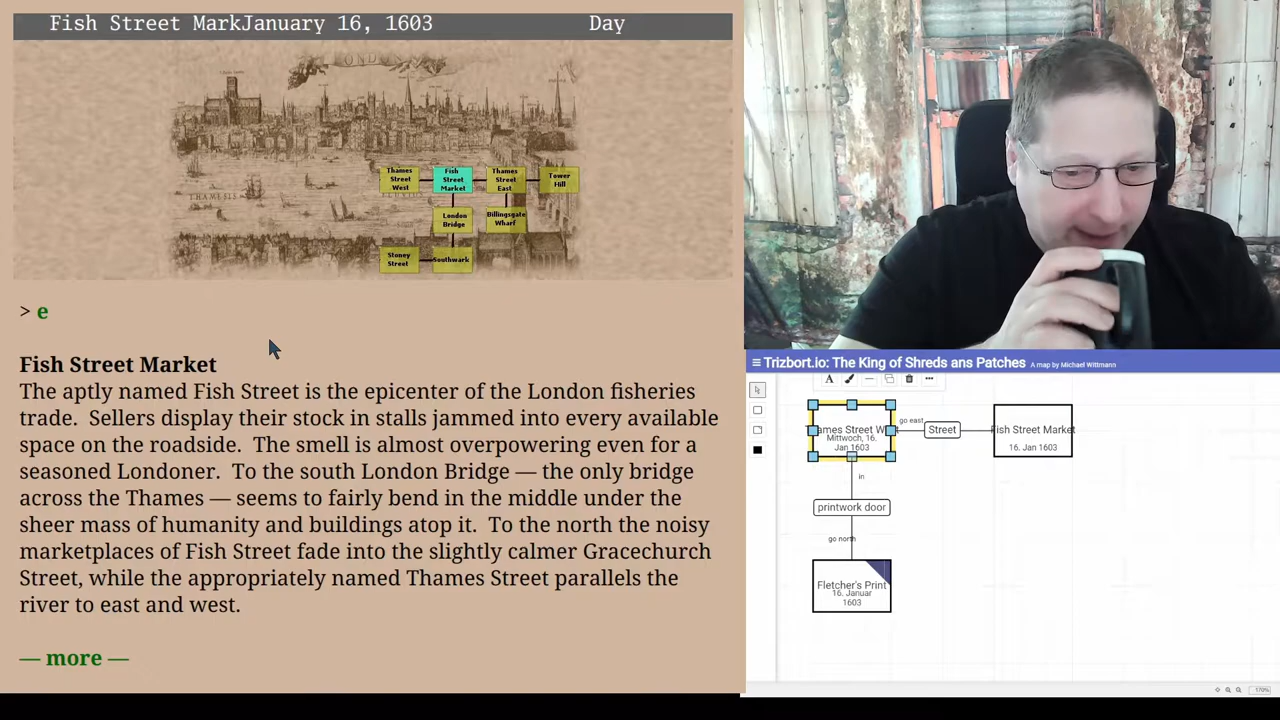 Fish Street MarkJanuary 16, 1603 Day
LONDON
THAMESIS
Thames
Street
West
Fish
Street
Market
Thames
Street
East
Tower
Hill
London
Bridge
Billingsgate
Wharf
Stoney
Street
Southwark
> e
Fish Street Market
The aptly named Fish Street is the epicenter of the London fisheries
trade. Sellers display their stock in stalls jammed into every available
space on the roadside. The smell is almost overpowering even for a
seasoned Londoner. To the south London Bridge — the only bridge
across the Thames — seems to fairly bend in the middle under the
sheer mass of humanity and buildings atop it. To the north the noisy
marketplaces of Fish Street fade into the slightly calmer Gracechurch
Street, while the appropriately named Thames Street parallels the
river to east and west.
— more —
Trizbort.io: The King of Shreds ans Patches A map by Michael Wittmann
A
Mittwoch, 16.
Jan 1603
go east
Street
Fish Street Market
16. Jan 1603
in
printwork door
go north
Fletcher's Print
16. Januar
1603
170%